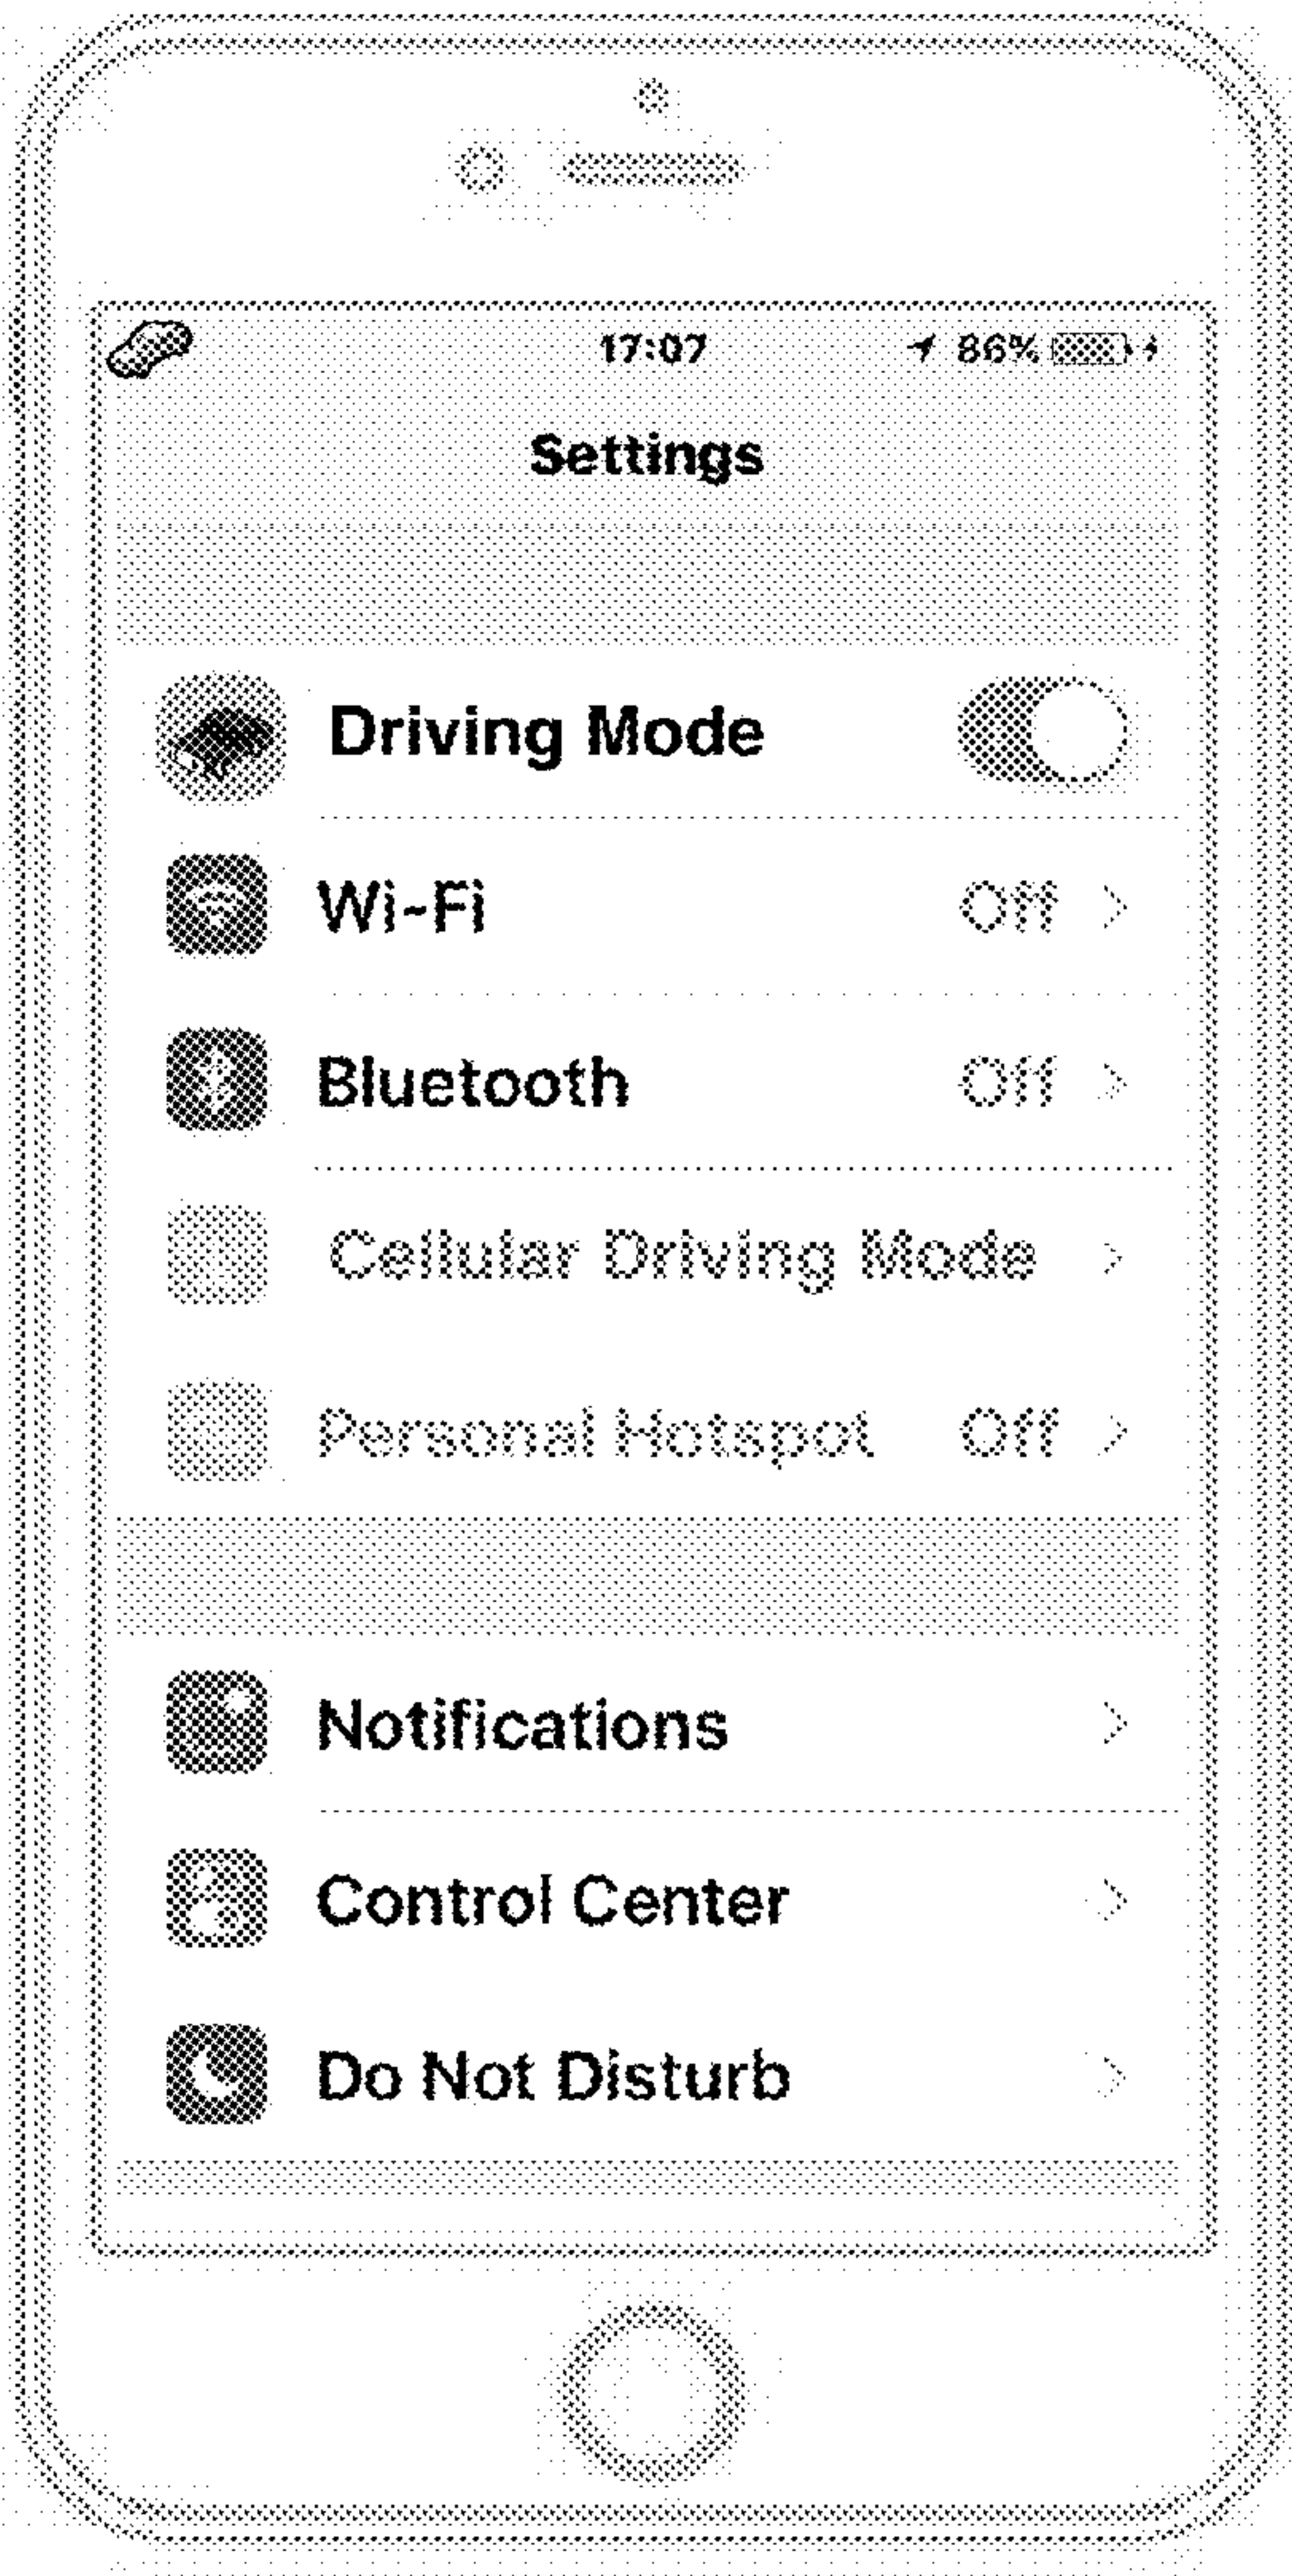 17:07 86%
Settings
Driving Mode
Wi-Fi Off
Bluetooth Off
Cellular Driving Mode
Personal Hotspot Off
Notifications
Control Center
Do Not Disturb